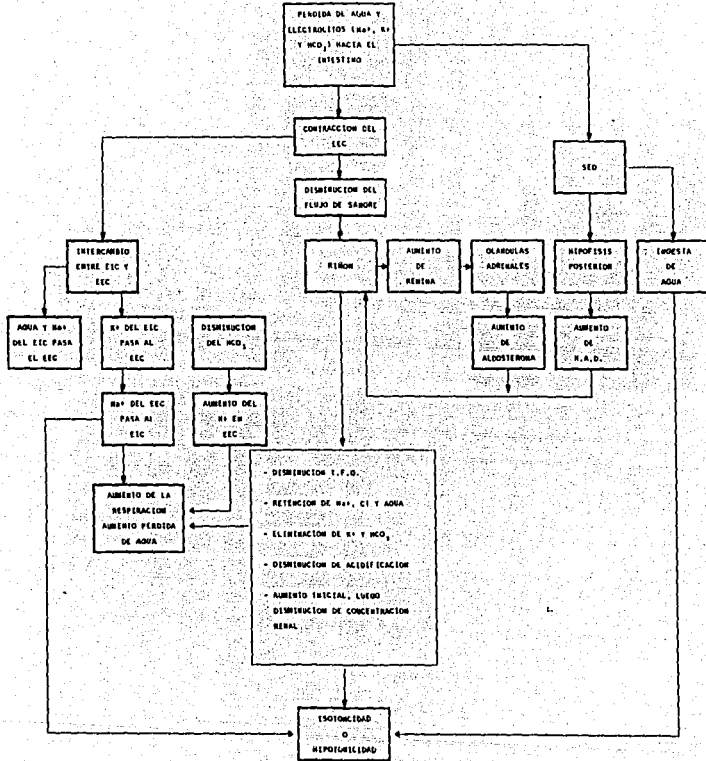 PERDIDA DE AGUA Y
ELECTROLITOS (Na+, K+
Y HCO3) HACIA EL
INTESTINO
CONTRACCION DEL
EEC
SED
DISMINUCION DEL
FLUJO DE SANGRE
INTERCAMBIO
ENTRE EIC Y
EEC
RIÑON
AUMENTO
DE
RENINA
GLANDULAS
ADRENALES
HIPOFISIS
POSTERIOR
INGESTA
DE
AGUA
AGUA Y Na+
DEL EIC PASA
EL EEC
K+ DEL EIC
PASA AL
EEC
DISMINUCION
DEL HCO3
AUMENTO
DE
ALDOSTERONA
AUMENTO
DE
H.A.D.
Na+ DEL EEC
PASA AL
EIC
AUMENTO DEL
H+ EN
EEC
AUMENTO DE LA
RESPIRACION
AUMENTO PERDIDA
DE AGUA
- DISMINUCION I.F.G.
- RETENCION DE Na+, Cl Y AGUA
- ELIMINACION DE K+ Y HCO3
- DISMINUCION DE ACIDIFICACION
- AUMENTO INICIAL, LUEGO
DISMINUCION DE CONCENTRACION
RENAL
ISOTONICIDAD
O
HIPOTONICIDAD